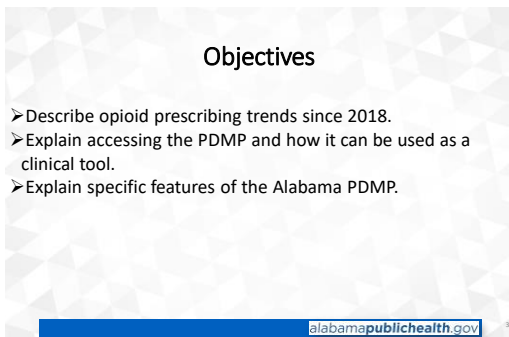 Objectives
➢Describe opioid prescribing trends since 2018.
➢Explain accessing the PDMP and how it can be used as a
clinical tool.
➢Explain specific features of the Alabama PDMP.
alabamapublichealth.gov
3